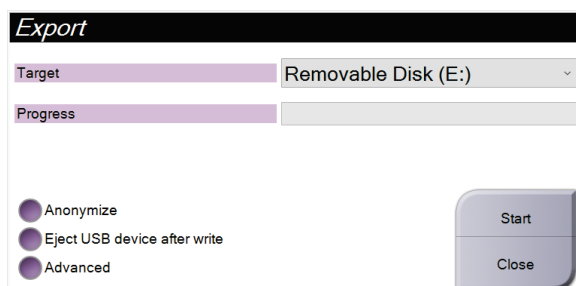 Export
Target
Removable Disk (E:)
Progress
Anonymize
Eject USB device after write
Advanced
Start
Close